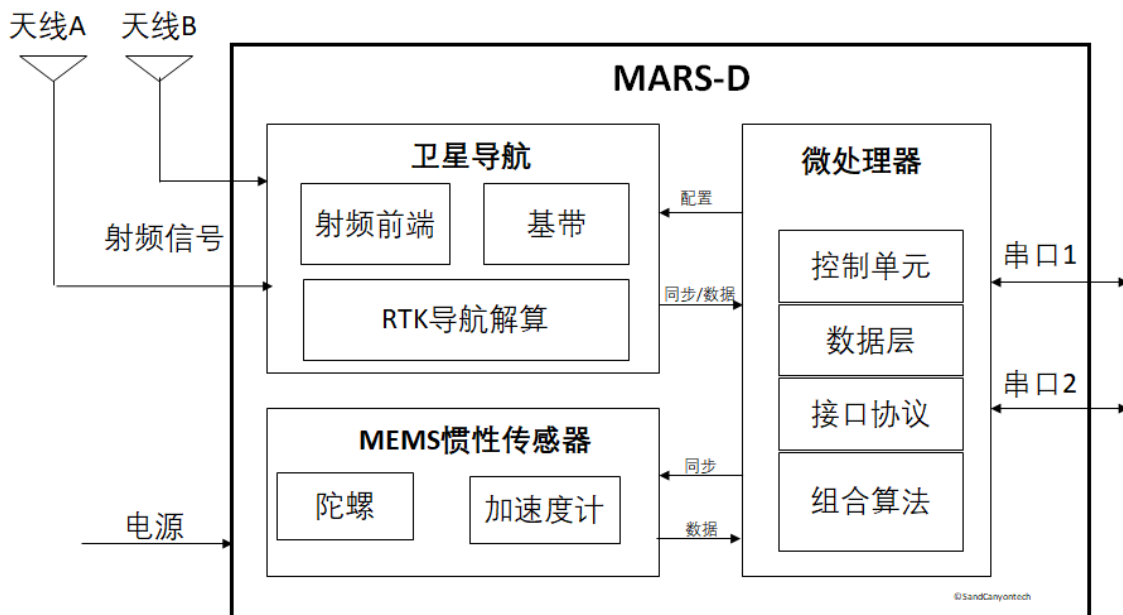 天线A
天线B
MARS-D
卫星导航
微处理器
射频前端
基带
配置
射频信号
控制单元
串口1
同步/数据
RTK导航解算
数据层
接口协议
串口2
MEMS惯性传感器
同步
陀螺
加速度计
组合算法
电源
数据
©SandCanyontech